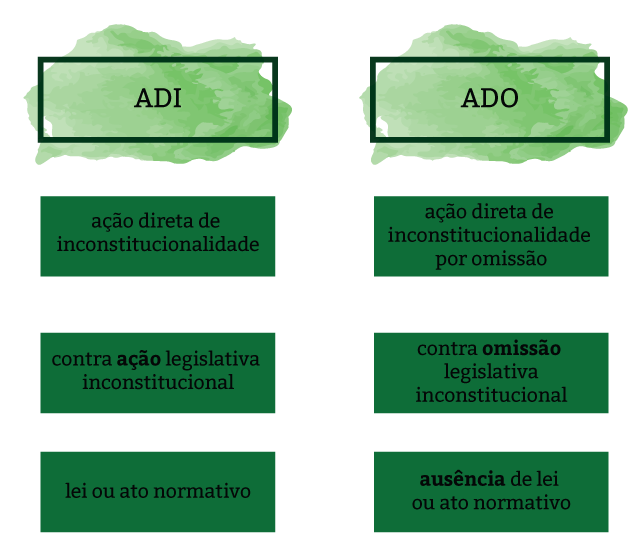 ADI
ADO
ação direta de
inconstitucionalidade
ação direta de
inconstitucionalidade
por omissão
contra ação legislativa
inconstitucional
contra omissão
legislativa
inconstitucional
lei ou ato normativo
ausência de lei
ou ato normativo